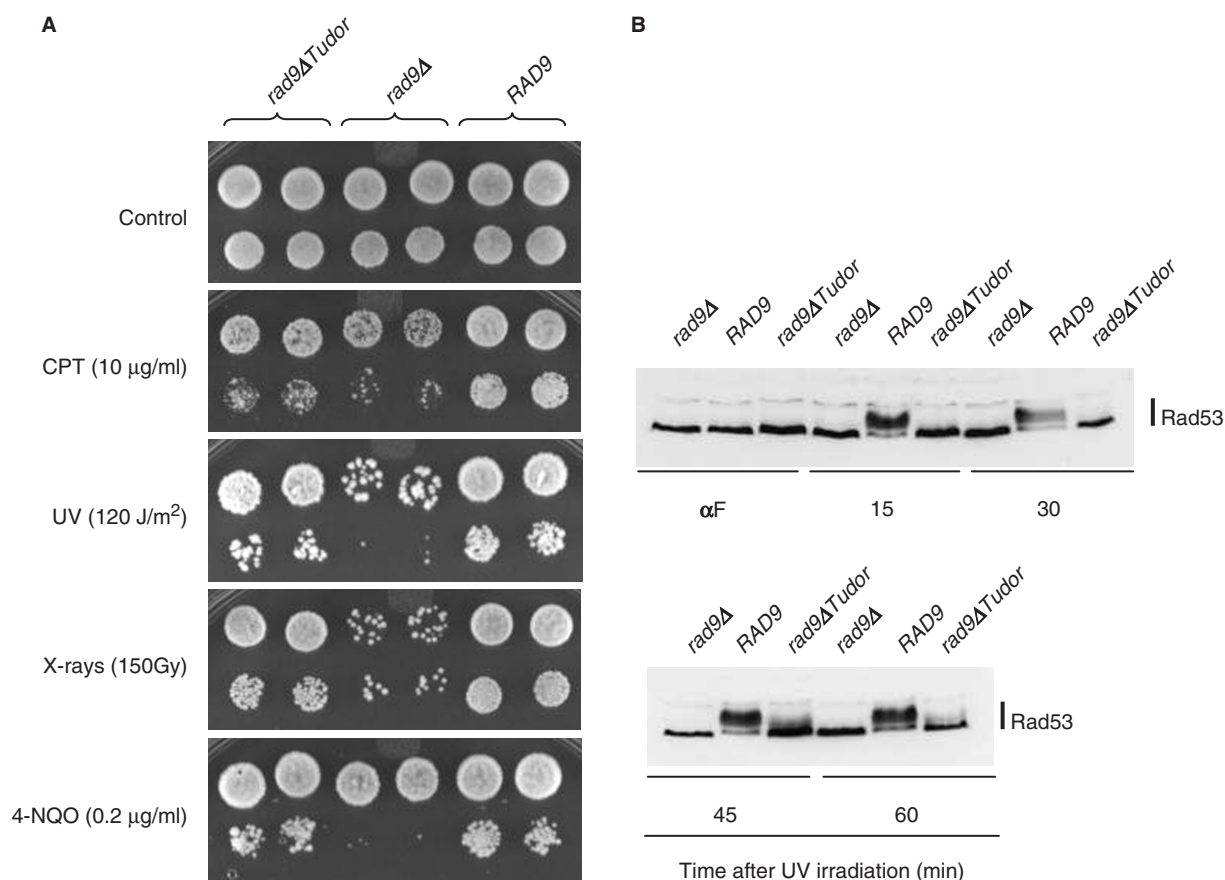 A
rad9ΔTudor
rad9Δ
RAD9
Control
CPT (10 μg/ml)
UV (120 J/m²)
X-rays (150Gy)
4-NQO (0.2 μg/ml)
B
rad9Δ
RAD9
rad9ΔTudor
rad9Δ
RAD9
rad9ΔTudor
rad9Δ
RAD9
rad9ΔTudor
Rad53
αF
15
30
rad9Δ
RAD9
rad9ΔTudor
rad9Δ
RAD9
rad9ΔTudor
Rad53
45
60
Time after UV irradiation (min)